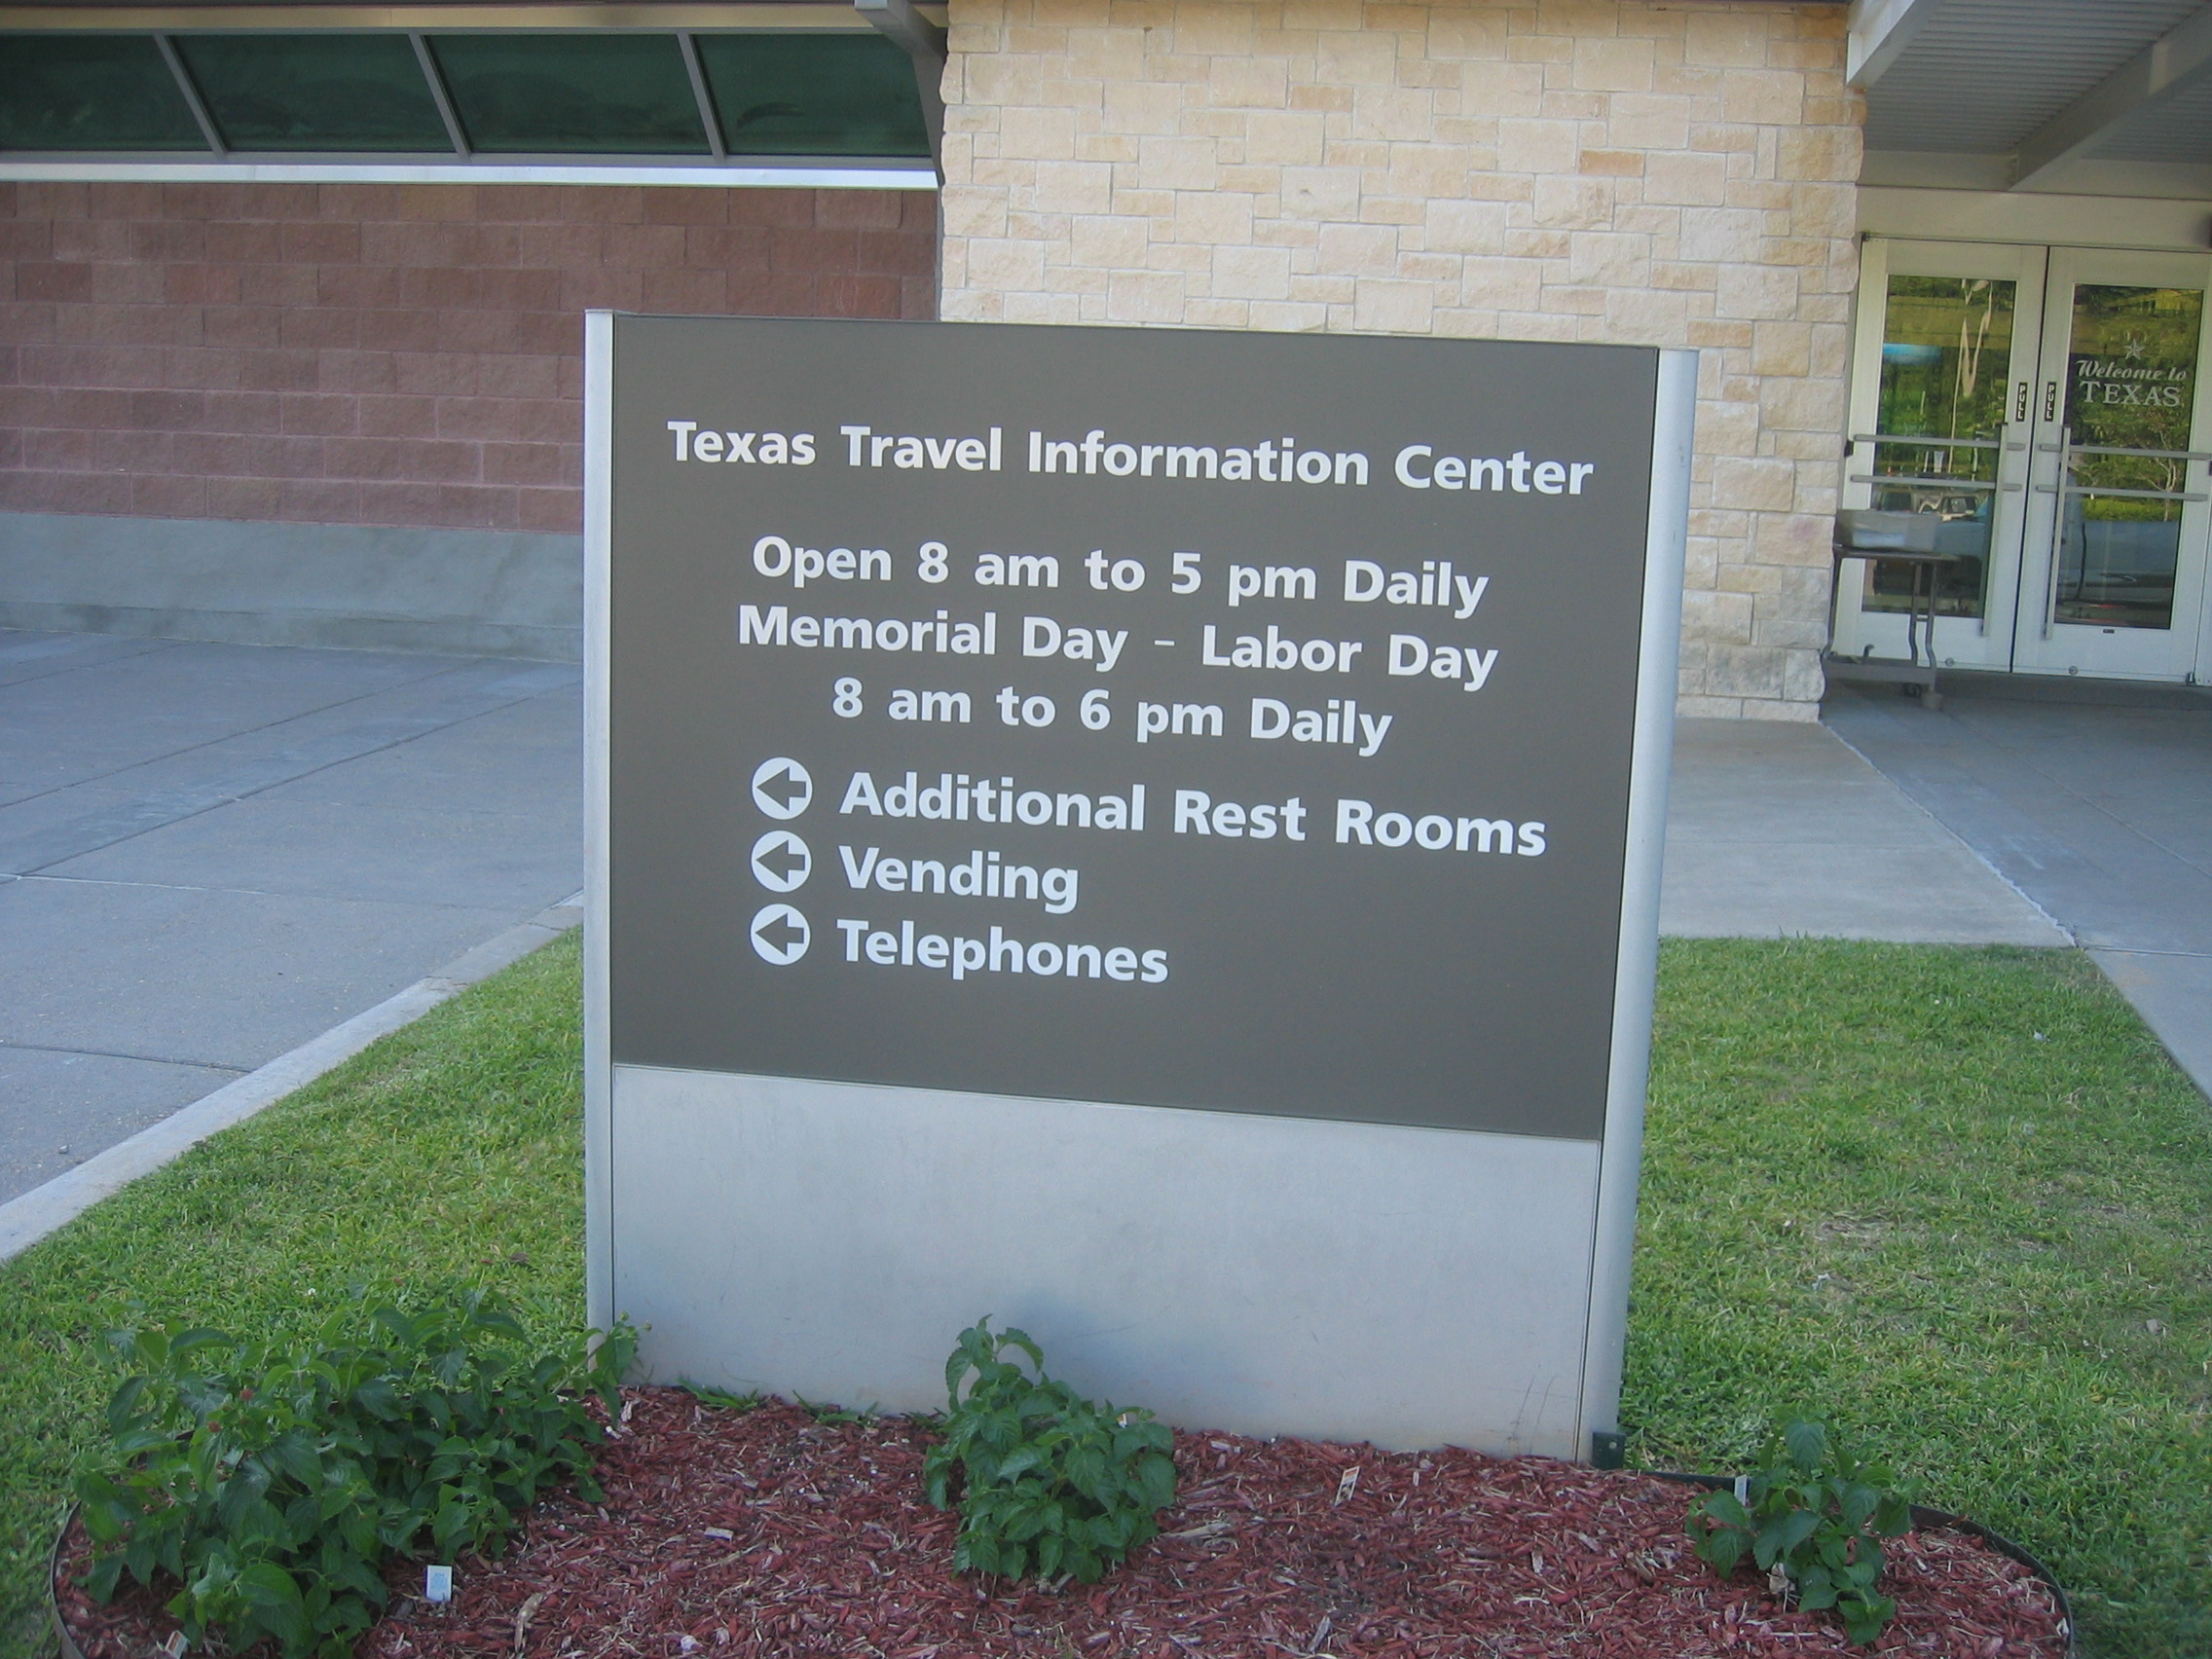 Texas Travel Information Center
Open 8 am to 5 pm Daily
Memorial Day – Labor Day
8 am to 6 pm Daily
Additional Rest Rooms
Vending
Telephones
PULL
PULL
Welcome to
TEXAS